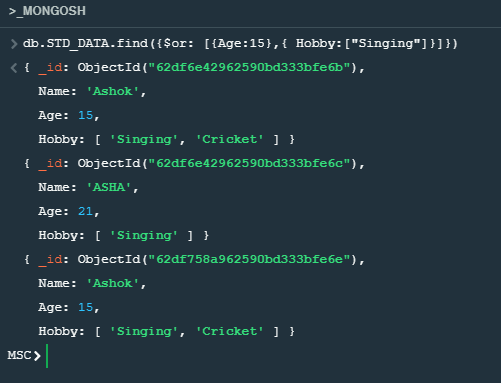 >_MONGOSH
> db.STD_DATA.find({$or: [{Age:15},{ Hobby:["Singing"]}]})
< { _id: ObjectId("62df6e42962590bd333bfe6b"),
Name: 'Ashok',
Age: 15,
Hobby: [ 'Singing', 'Cricket' ] }
{ _id: ObjectId("62df6e42962590bd333bfe6c"),
Name: 'ASHA',
Age: 21,
Hobby: [ 'Singing' ] }
{ _id: ObjectId("62df758a962590bd333bfe6e"),
Name: 'Ashok',
Age: 15,
Hobby: [ 'Singing', 'Cricket' ] }
MSC>